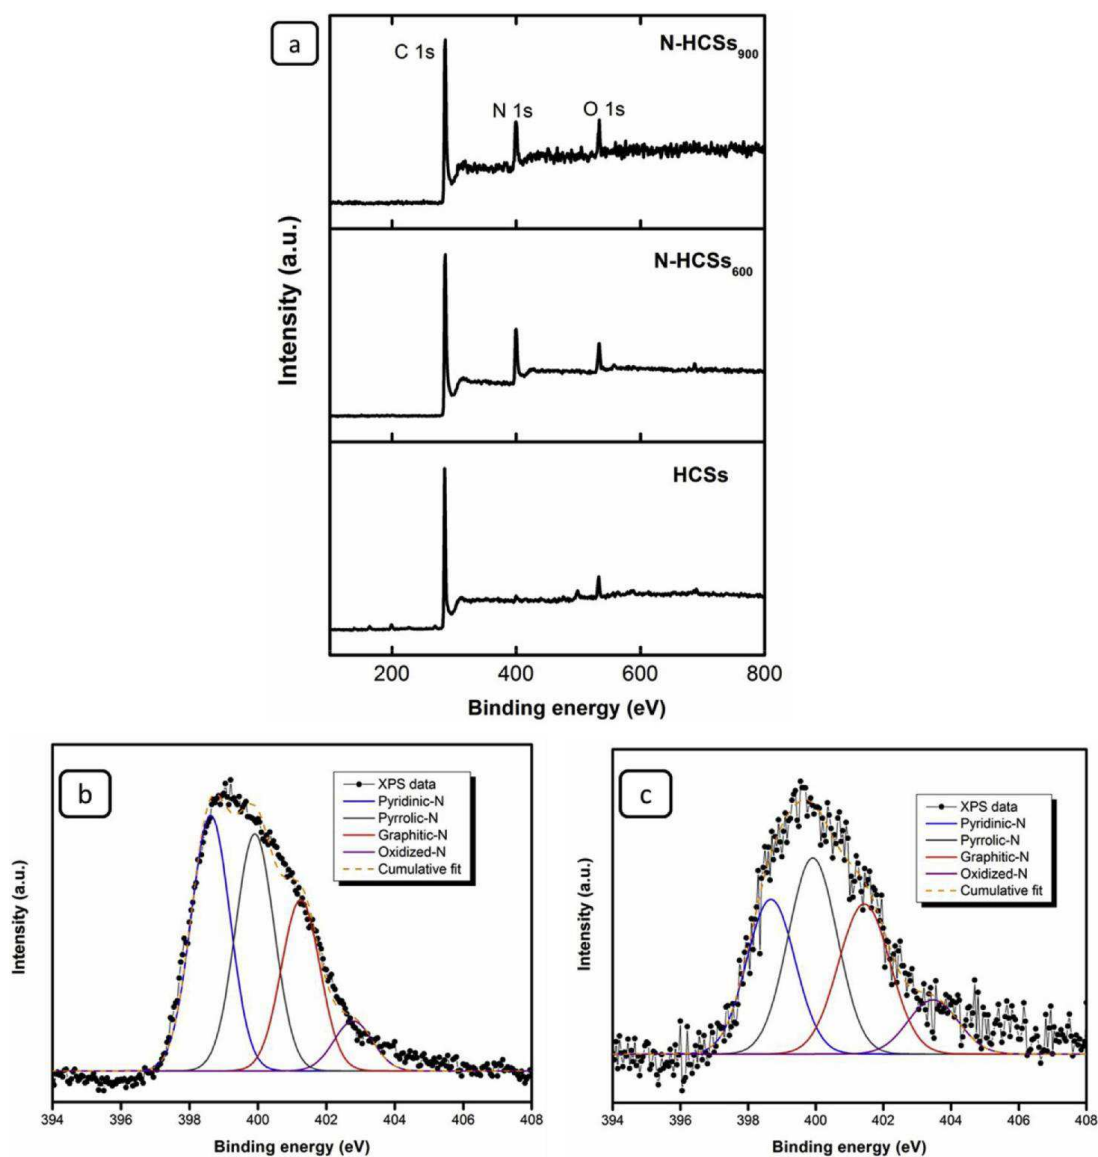 a
N-HCSs900
C 1s
N 1s
O 1s
N-HCSs600
HCSs
Intensity (a.u.)
200 400 600 800
Binding energy (eV)
b
XPS data
Pyridinic-N
Pyrrolic-N
Graphitic-N
Oxidized-N
Cumulative fit
Intensity (a.u.)
394 396 398 400 402 404 406 408
Binding energy (eV)
c
XPS data
Pyridinic-N
Pyrrolic-N
Graphitic-N
Oxidized-N
Cumulative fit
Intensity (a.u.)
394 396 398 400 402 404 406 408
Binding energy (eV)